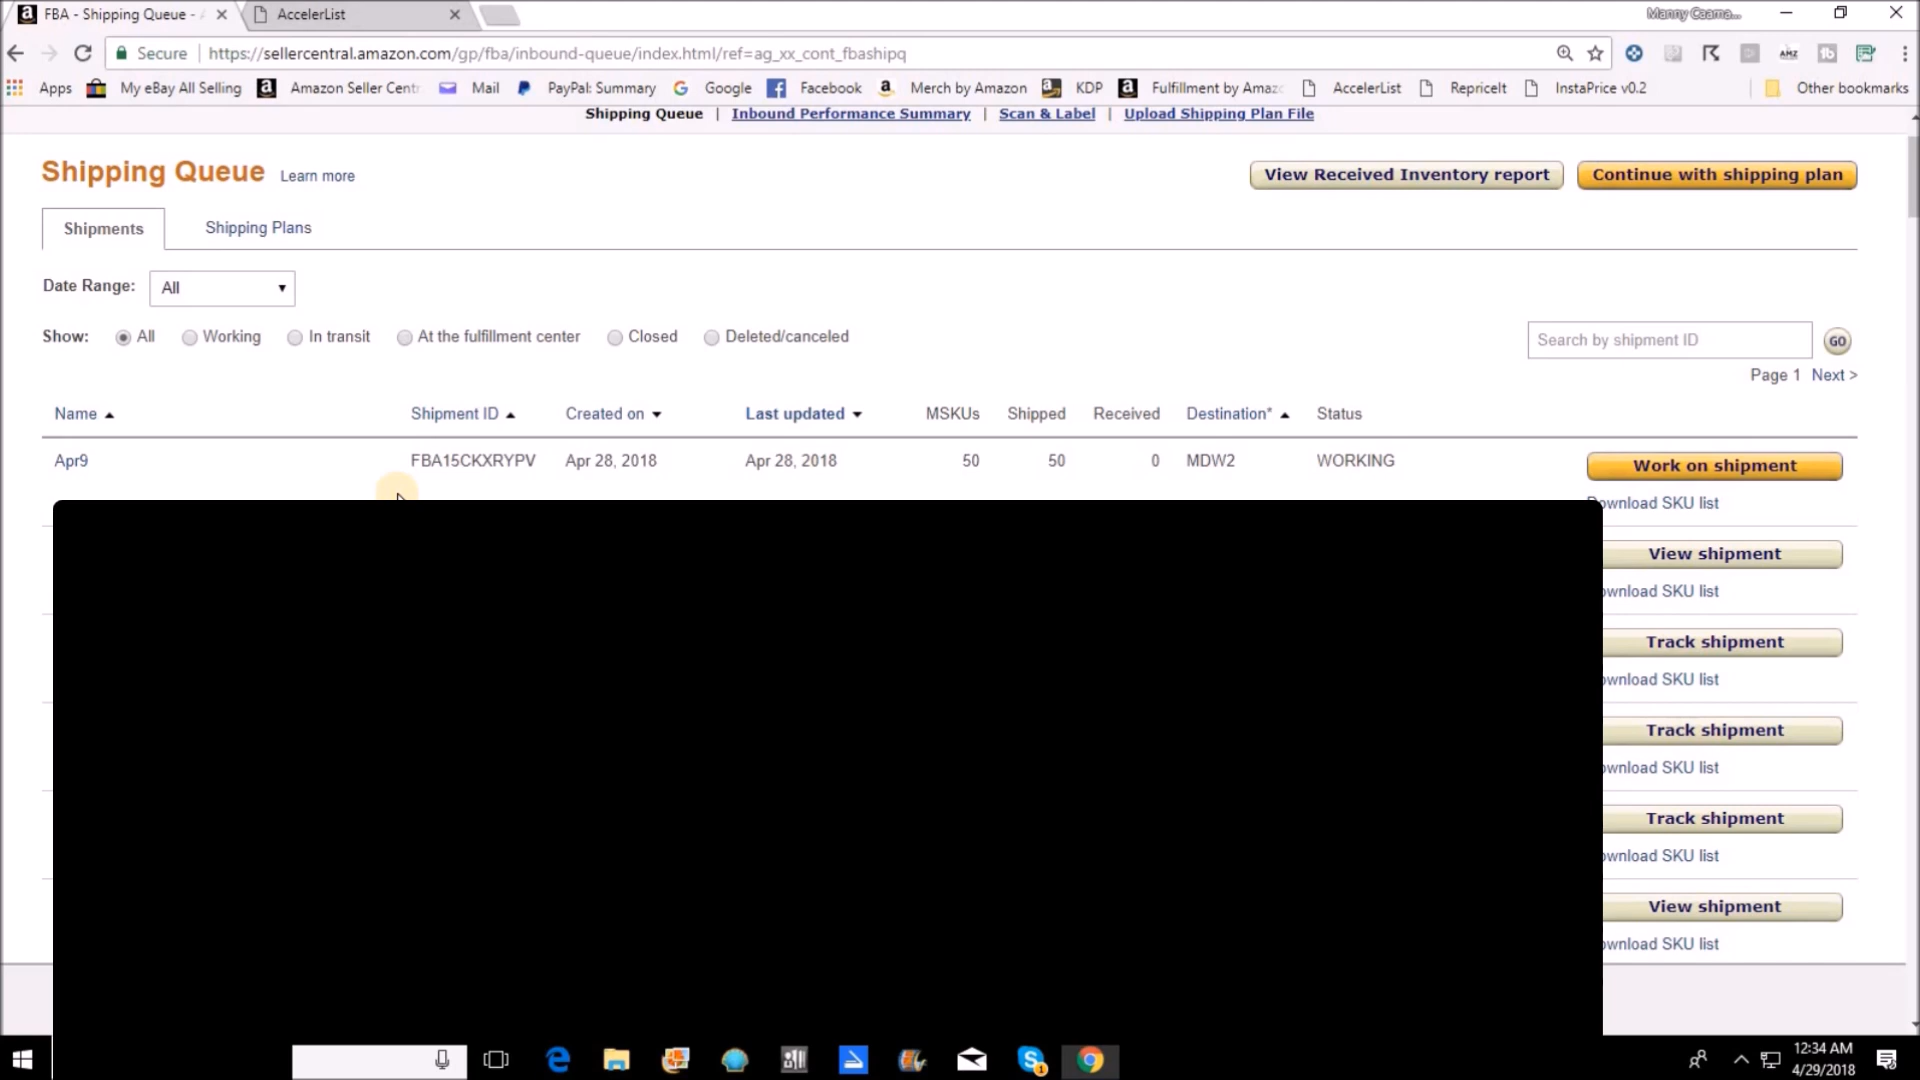 FBA - Shipping Queue -
AccelerList
Secure https://sellercentral.amazon.com/gp/fba/inbound-queue/index.html/ref=ag_xx_cont_fbashipq
Apps My eBay All Selling Amazon Seller Cent Mail PayPal: Summary Google Facebook Merch by Amazon KDP Fulfillment by Amaz AccelerList RepriceIt InstaPrice v0.2 Other bookmarks
Shipping Queue | Inbound Performance Summary | Scan & Label | Upload Shipping Plan File
Shipping Queue Learn more View Received Inventory report Continue with shipping plan
Shipments Shipping Plans
Date Range: All
Show: All Working In transit At the fulfillment center Closed Deleted/canceled Search by shipment ID GO
Page 1 Next >
Name Shipment ID Created on Last updated MSKUs Shipped Received Destination* Status
Apr9 FBA15CKXRYPV Apr 28, 2018 Apr 28, 2018 50 50 0 MDW2 WORKING Work on shipment
Download SKU list
View shipment
ownload SKU list
Track shipment
ownload SKU list
Track shipment
ownload SKU list
Track shipment
ownload SKU list
View shipment
ownload SKU list
12:34 AM
4/29/2018